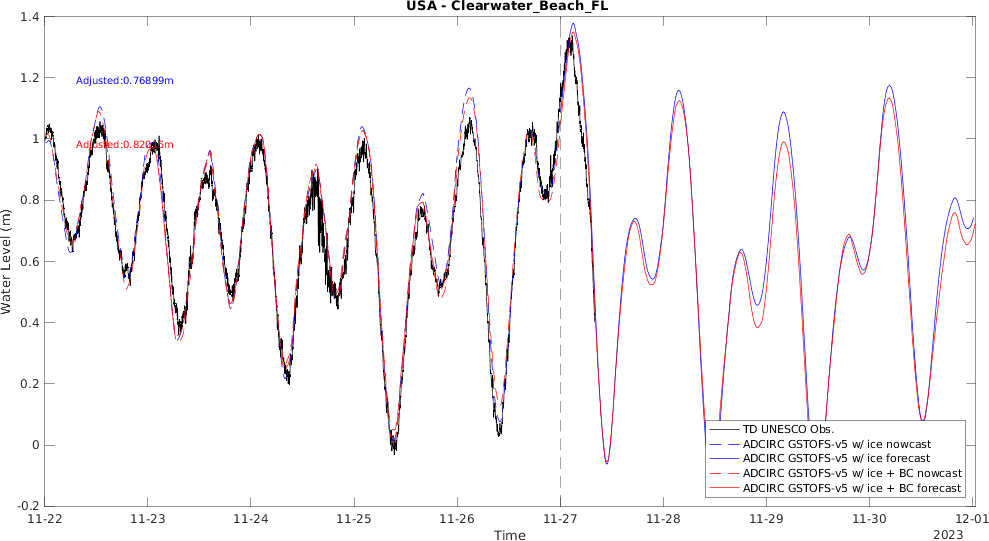 USA - Clearwater_Beach_FL
1.4
1.2
1
0.8
0.6
0.4
0.2
0
-0.2
Water Level (m)
Adjusted:0.76899m
TD UNESCO Obs.
ADCIRC GSTOFS-v5 w/ ice nowcast
ADCIRC GSTOFS-v5 w/ ice forecast
ADCIRC GSTOFS-v5 w/ ice + BC nowcast
ADCIRC GSTOFS-v5 w/ ice + BC forecast
11-22 11-23 11-24 11-25 11-26 11-27 11-28 11-29 11-30 12-01
Time
2023